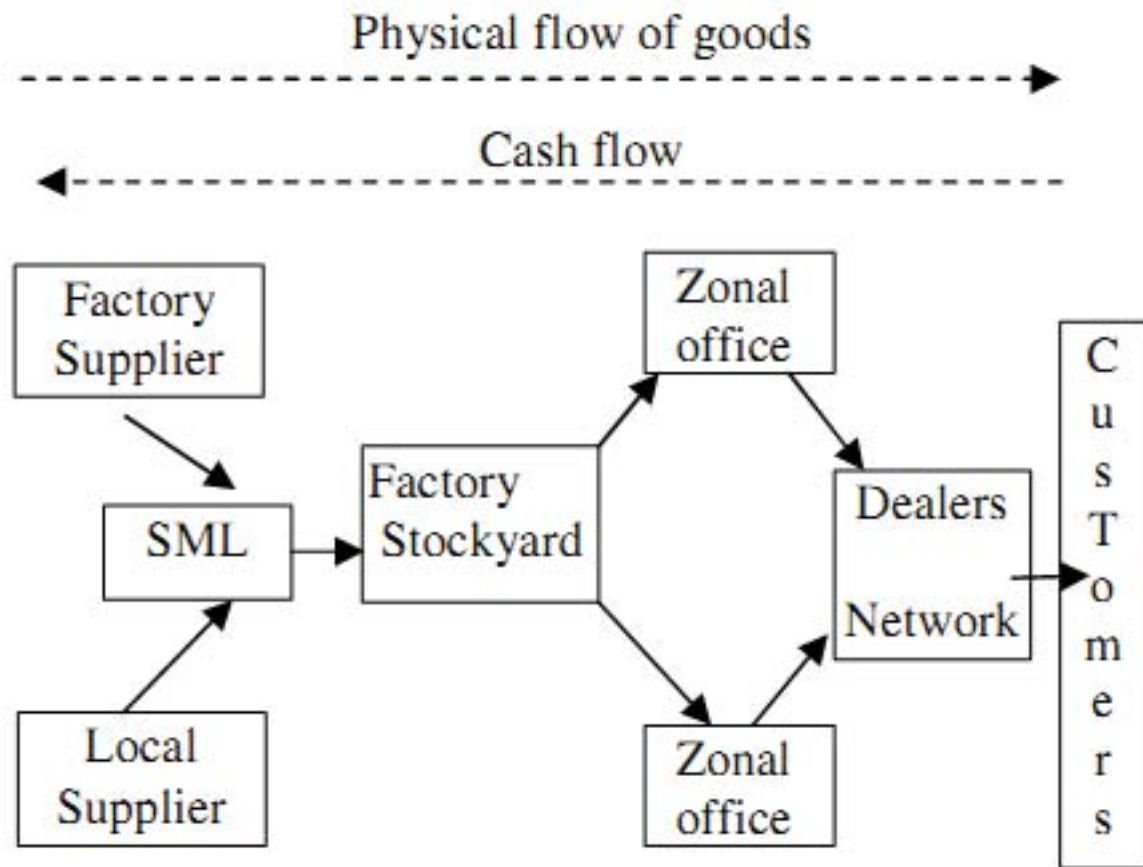 Physical flow of goods
Cash flow
Factory
Supplier
Zonal
office
SML
Factory
Stockyard
Dealers
Network
Local
Supplier
Zonal
office
C
u
s
T
o
m
e
r
s